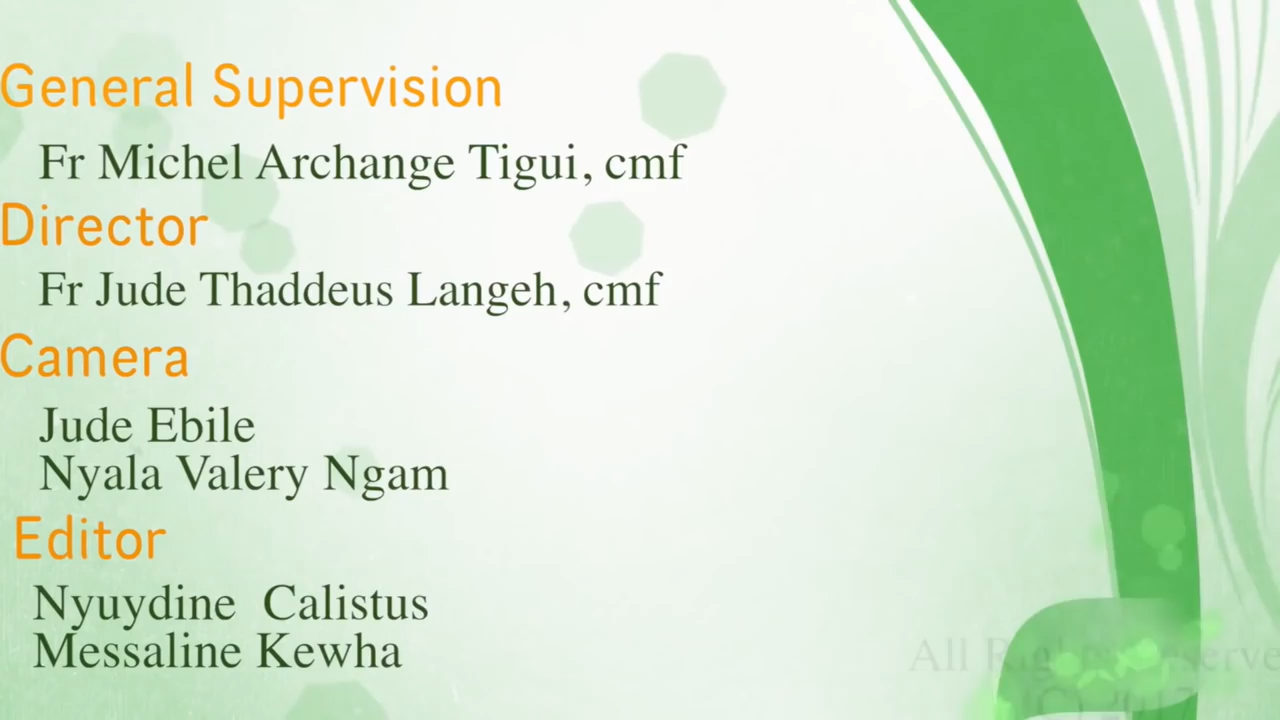 General Supervision
Fr Michel Archange Tigui, cmf
Director
Fr Jude Thaddeus Langeh, cmf
Camera
Jude Ebile
Nyala Valery Ngam
Editor
Nyuydine Calistus
Messaline Kewha
All